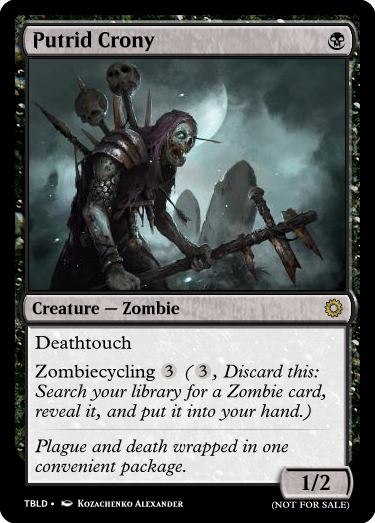 Putrid Crony
Creature — Zombie
Deathtouch
Zombiecycling 3 (3, Discard this:
Search your library for a Zombie card,
reveal it, and put it into your hand.)
Plague and death wrapped in one
convenient package.
1/2
TBLD • Kozachenko Alexander
(NOT FOR SALE)